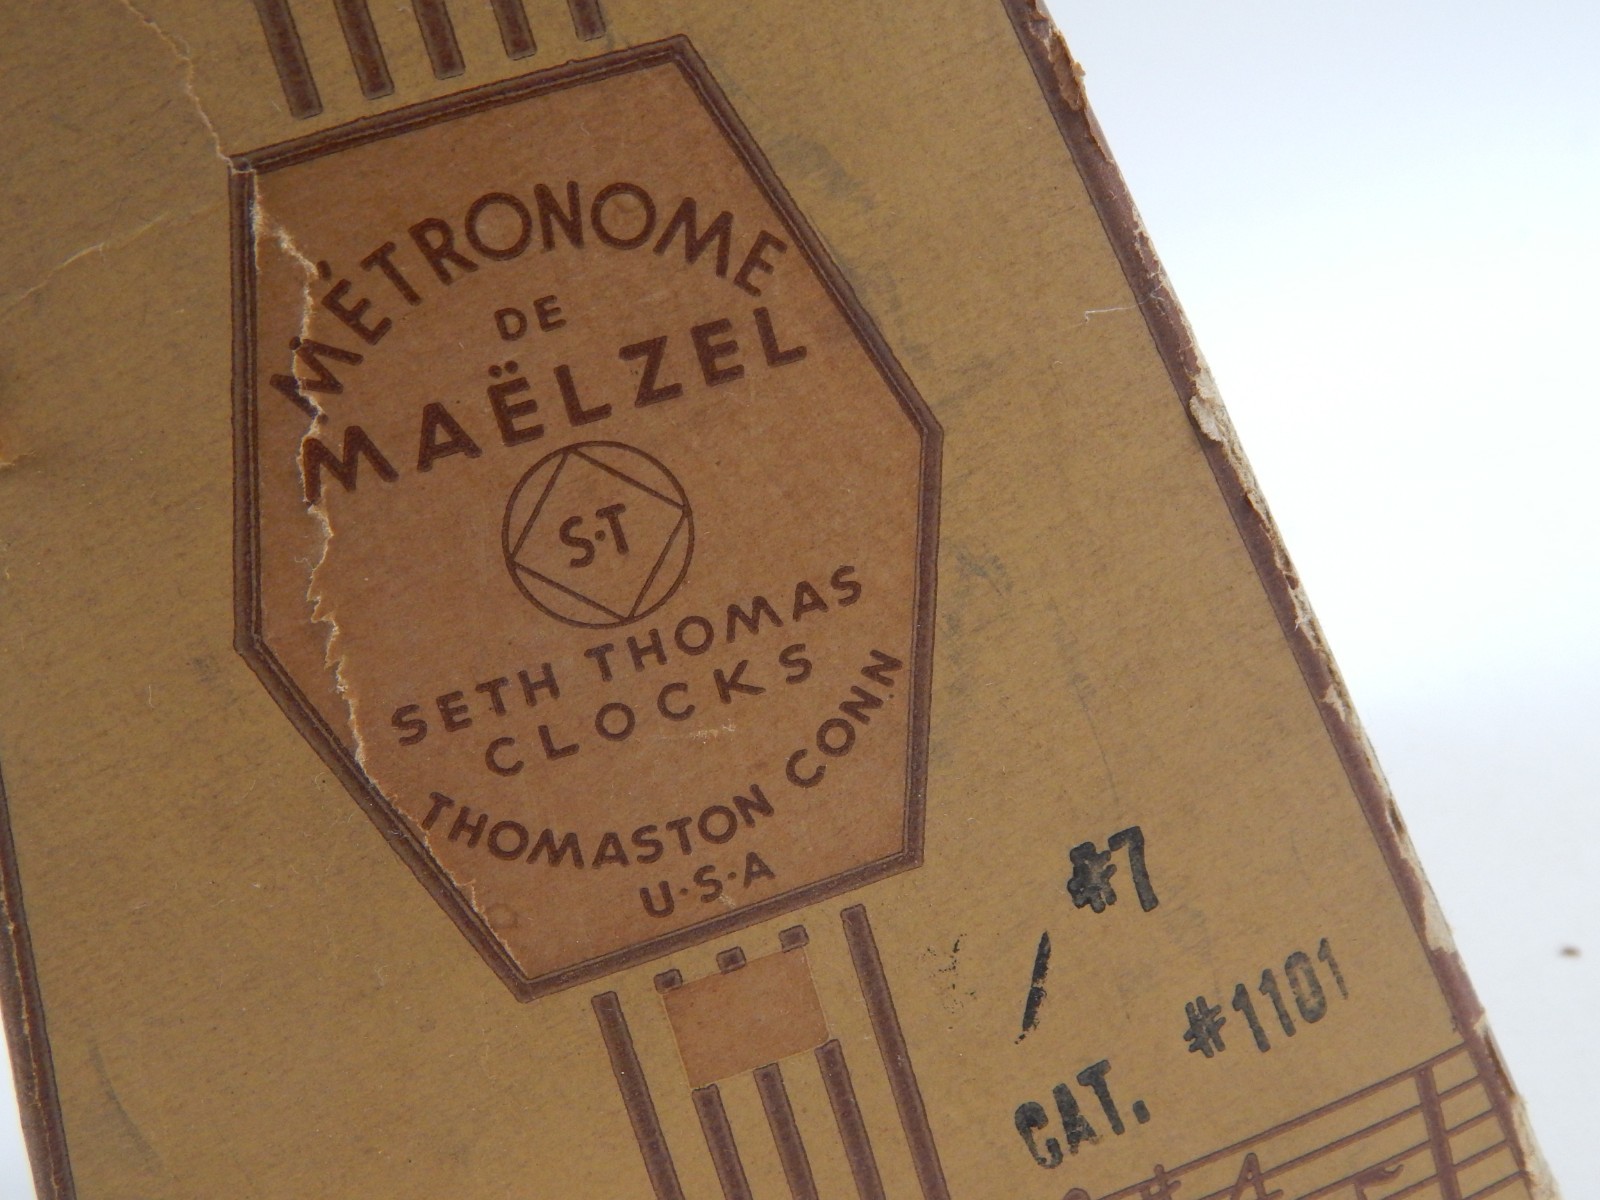 MÉTRONOME
DE
MAËLZEL
S·T
SETH THOMAS
CLOCKS
THOMASTON CONN
U·S·A
#7
/
CAT. #1101